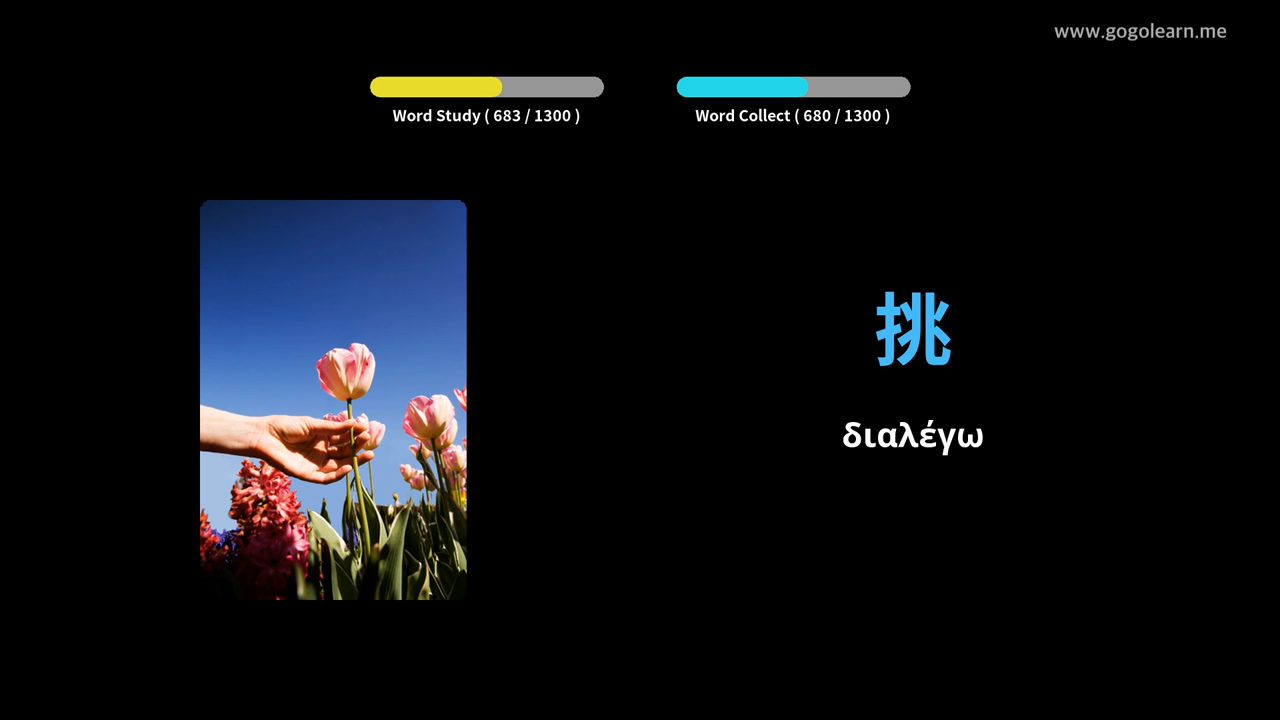 www.gogolearn.me
Word Study ( 683 / 1300 )
Word Collect ( 680 / 1300 )
挑
διαλέγω